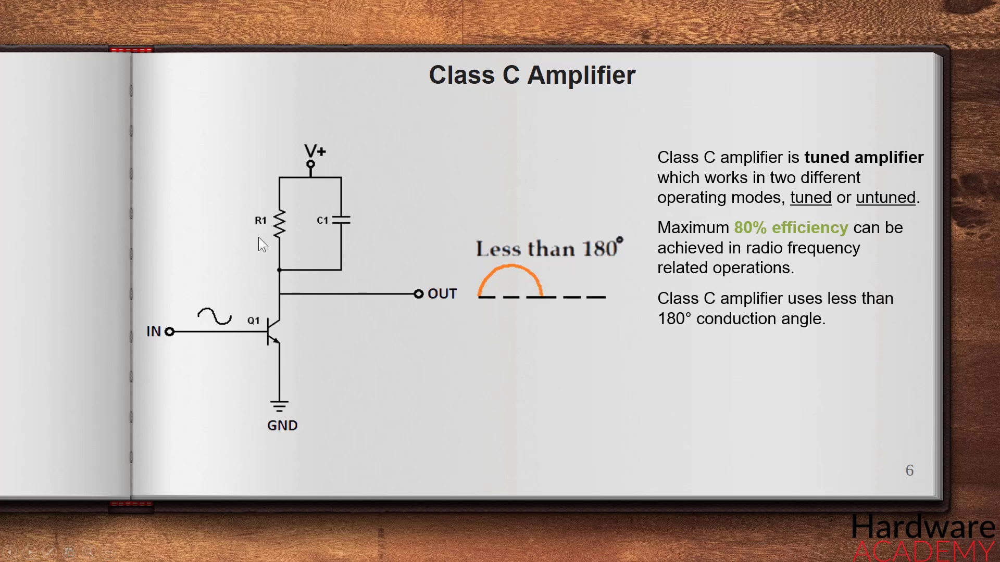 Class C Amplifier
V+
R1
C1
OUT
Q1
IN
GND
Less than 180°
Class C amplifier is tuned amplifier
which works in two different
operating modes, tuned or untuned.
Maximum 80% efficiency can be
achieved in radio frequency
related operations.
Class C amplifier uses less than
180° conduction angle.
6
Hardware
ACADEMY